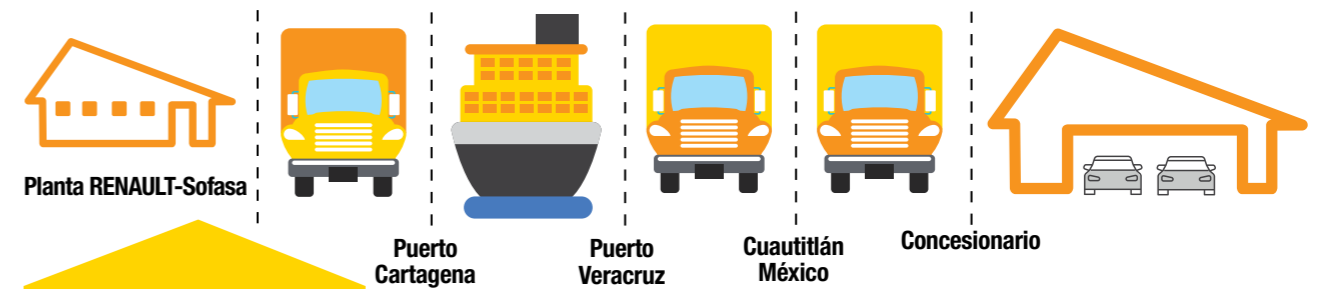 Planta RENAULT-Sofasa
Puerto
Cartagena
Puerto
Veracruz
Cuautitlán
México
Concesionario